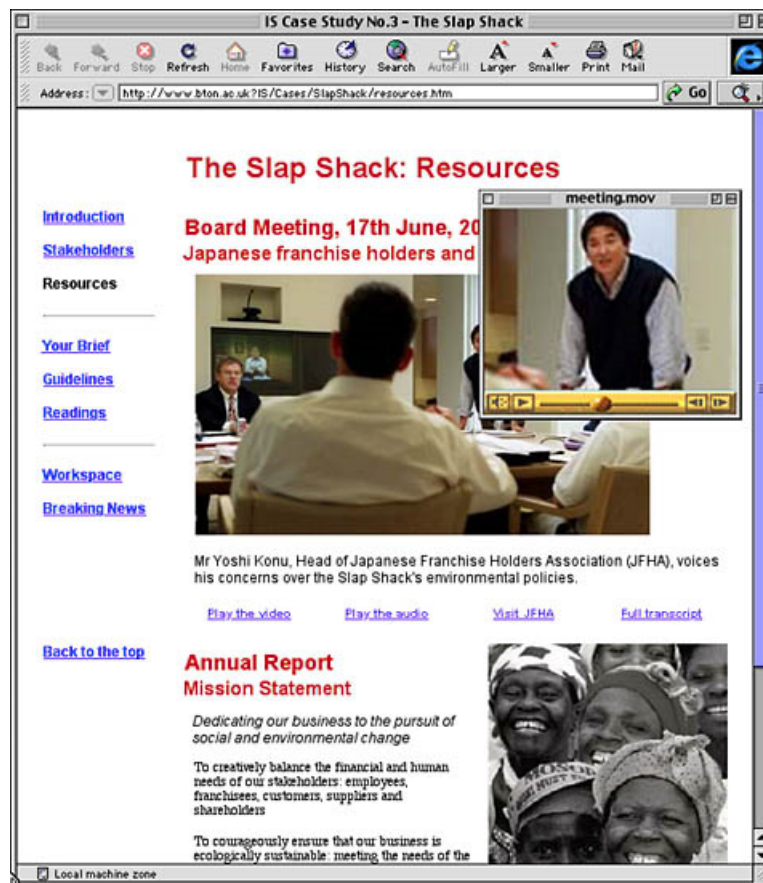 IS Case Study No.3 – The Slap Shack
Back Forward Stop Refresh Home Favorites History Search AutoFill Larger Smaller Print Mail
Address: http://www.bton.ac.uk?IS/Cases/SlapShack/resources.htm Go
The Slap Shack: Resources
Introduction
Stakeholders
Resources
Your Brief
Guidelines
Readings
Workspace
Breaking News
Back to the top
Board Meeting, 17th June, 20
Japanese franchise holders and
meeting.mov
Mr Yoshi Konu, Head of Japanese Franchise Holders Association (JFHA), voices
his concerns over the Slap Shack's environmental policies.
Play the video Play the audio Visit JFHA Full transcript
Annual Report
Mission Statement
Dedicating our business to the pursuit of
social and environmental change
To creatively balance the financial and human
needs of our stakeholders: employees,
franchisees, customers, suppliers and
shareholders
To courageously ensure that our business is
ecologically sustainable: meeting the needs of the
MOSOP
Local machine zone